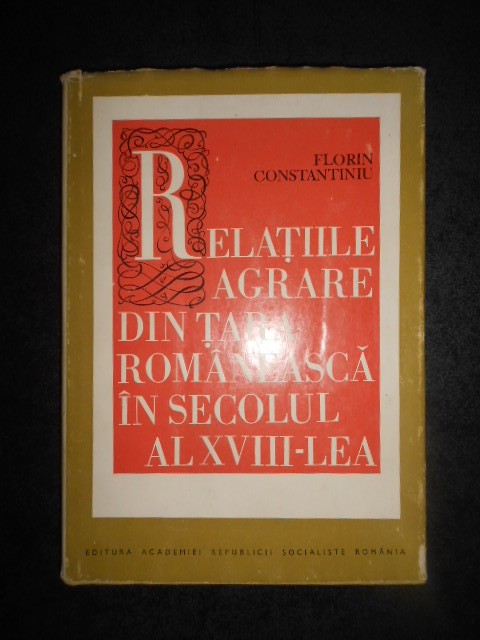 FLORIN
CONSTANTINIU
RELAȚIILE
AGRARE
DIN ȚARA
ROMÂNEASCĂ
ÎN SECOLUL
AL XVIII-LEA
EDITURA ACADEMIEI REPUBLICII SOCIALISTE ROMÂNIA